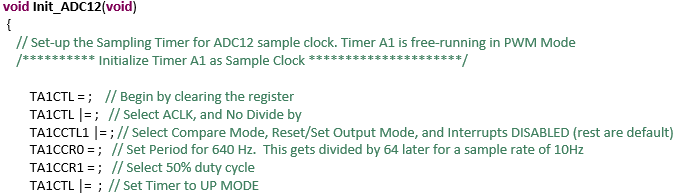 void Init_ADC12(void)
{
// Set-up the Sampling Timer for ADC12 sample clock. Timer A1 is free-running in PWM Mode
/********** Initialize Timer A1 as Sample Clock *********************/
TA1CTL = ; // Begin by clearing the register
TA1CTL |= ; // Select ACLK, and No Divide by
TA1CCTL1 |= ; // Select Compare Mode, Reset/Set Output Mode, and Interrupts DISABLED (rest are default)
TA1CCR0 = ; // Set Period for 640 Hz. This gets divided by 64 later for a sample rate of 10Hz
TA1CCR1 = ; // Select 50% duty cycle
TA1CTL |= ; // Set Timer to UP MODE